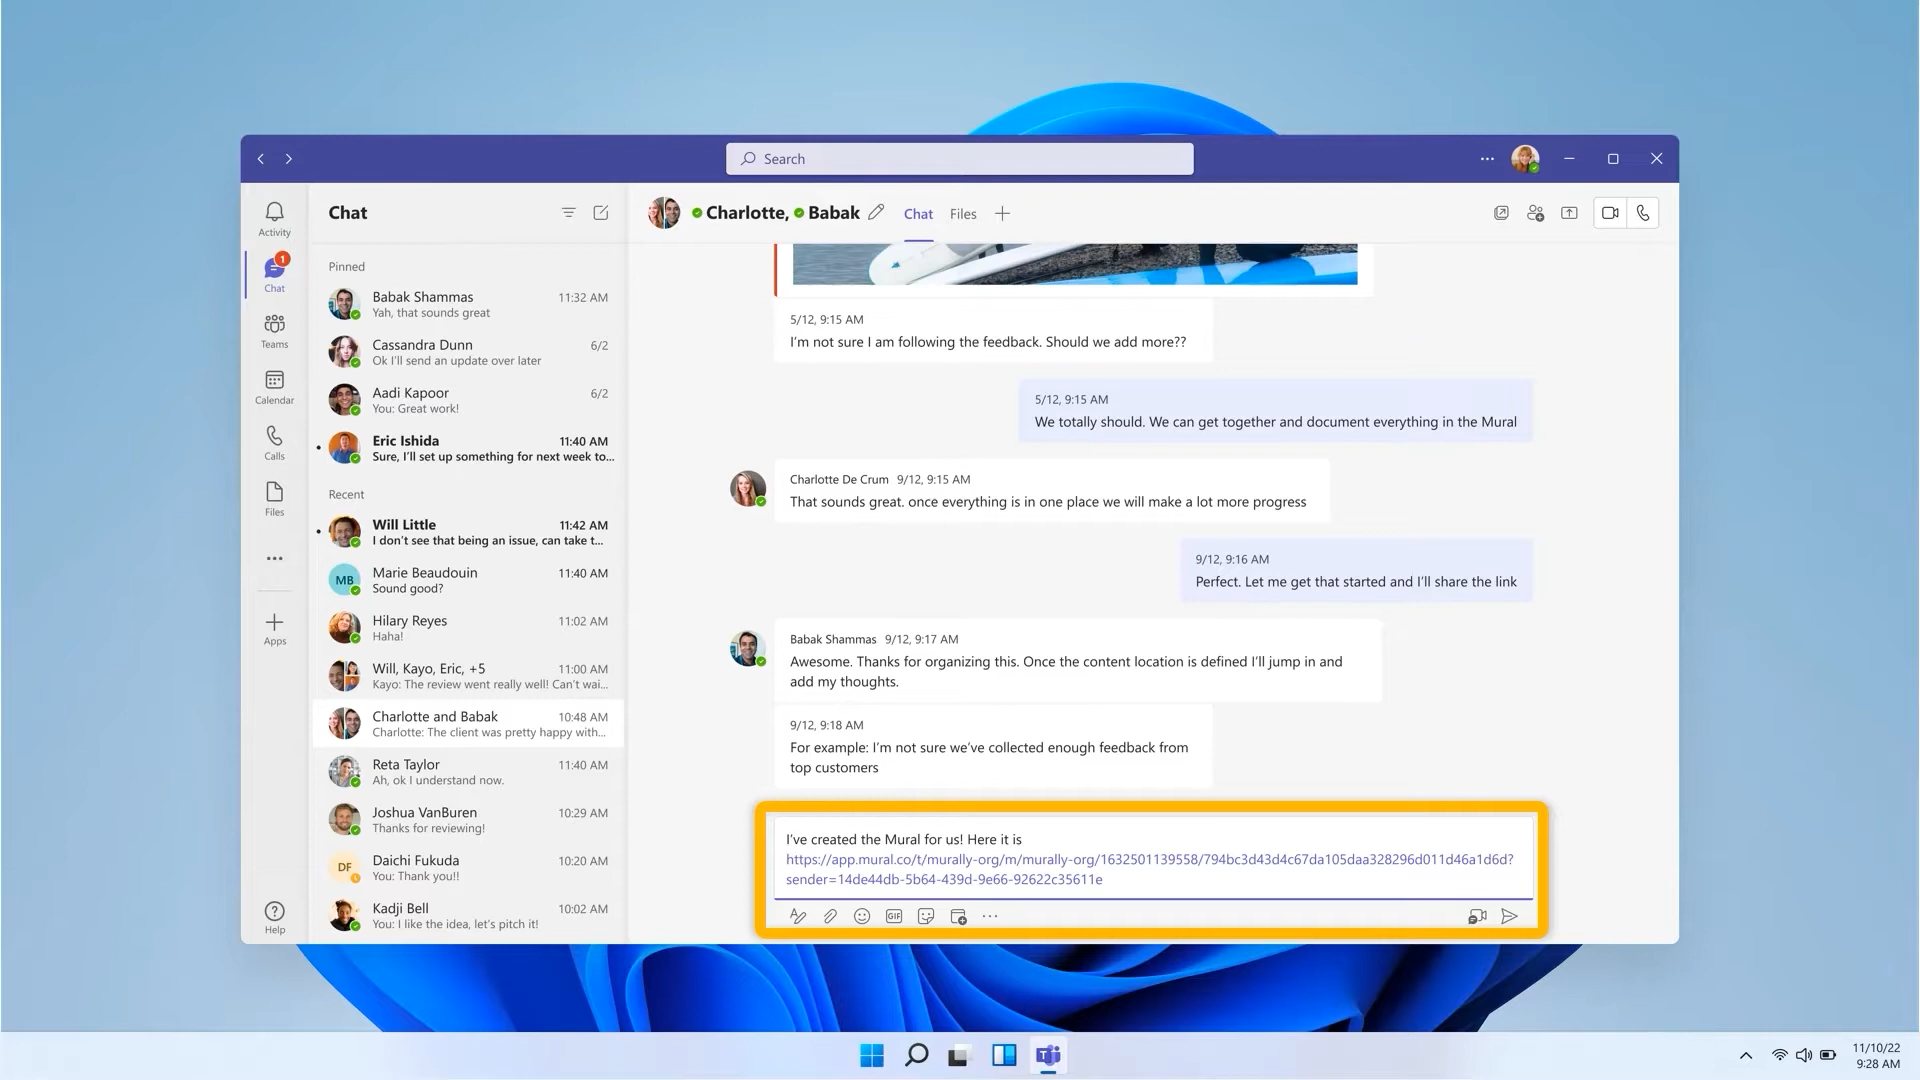 Search
Activity
1
Chat
Teams
Calendar
Calls
Files
Apps
Help
Chat
Pinned
Babak Shammas 11:32 AM
Yah, that sounds great
Cassandra Dunn 6/2
Ok I'll send an update over later
Aadi Kapoor 6/2
You: Great work!
Eric Ishida 11:40 AM
Sure, I'll set up something for next week to...
Recent
Will Little 11:42 AM
I don't see that being an issue, can take t...
MB
Marie Beaudouin 11:40 AM
Sound good?
Hilary Reyes 11:02 AM
Haha!
Will, Kayo, Eric, +5 11:00 AM
Kayo: The review went really well! Can't wai...
Charlotte and Babak 10:48 AM
Charlotte: The client was pretty happy with...
Reta Taylor 11:40 AM
Ah, ok I understand now.
Joshua VanBuren 10:29 AM
Thanks for reviewing!
DF
Daichi Fukuda 10:20 AM
You: Thank you!!
Kadji Bell 10:02 AM
You: I like the idea, let's pitch it!
Charlotte, Babak Chat Files
5/12, 9:15 AM
I'm not sure I am following the feedback. Should we add more??
5/12, 9:15 AM
We totally should. We can get together and document everything in the Mural
Charlotte De Crum 9/12, 9:15 AM
That sounds great. once everything is in one place we will make a lot more progress
9/12, 9:16 AM
Perfect. Let me get that started and I'll share the link
Babak Shammas 9/12, 9:17 AM
Awesome. Thanks for organizing this. Once the content location is defined I'll jump in and
add my thoughts.
9/12, 9:18 AM
For example: I'm not sure we've collected enough feedback from
top customers
I've created the Mural for us! Here it is
https://app.mural.co/t/murally-org/m/murally-org/1632501139558/794bc3d43d4c67da105daa328296d011d46a1d6d?
sender=14de44db-5b64-439d-9e66-92622c35611e
GIF
11/10/22
9:28 AM